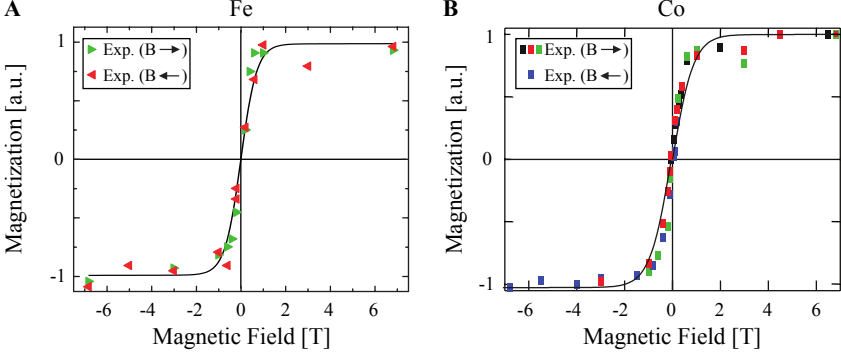 A
Fe
1
Exp. (B →)
Exp. (B ←)
0
-1
-6 -4 -2 0 2 4 6
Magnetization [a.u.]
Magnetic Field [T]
B
Co
1
Exp. (B →)
Exp. (B ←)
0
-1
-6 -4 -2 0 2 4 6
Magnetization [a.u.]
Magnetic Field [T]